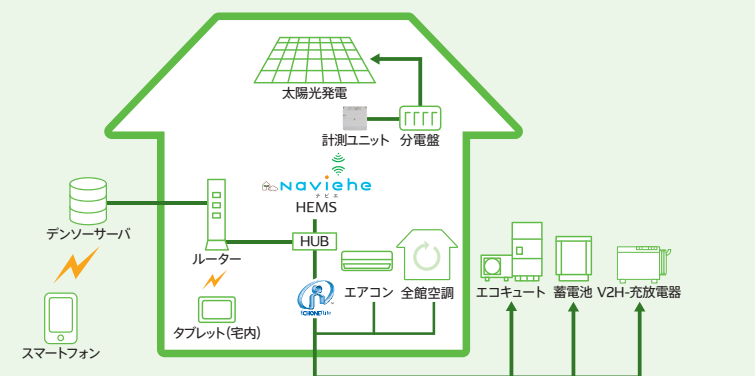 太陽光発電
計測ユニット
分電盤
Naviehe
ナビエ
HEMS
HUB
デンソーサーバ
ルーター
エアコン
全館空調
エコキュート
蓄電池
V2H-充放電器
ECHONET Lite
タブレット(宅内)
スマートフォン